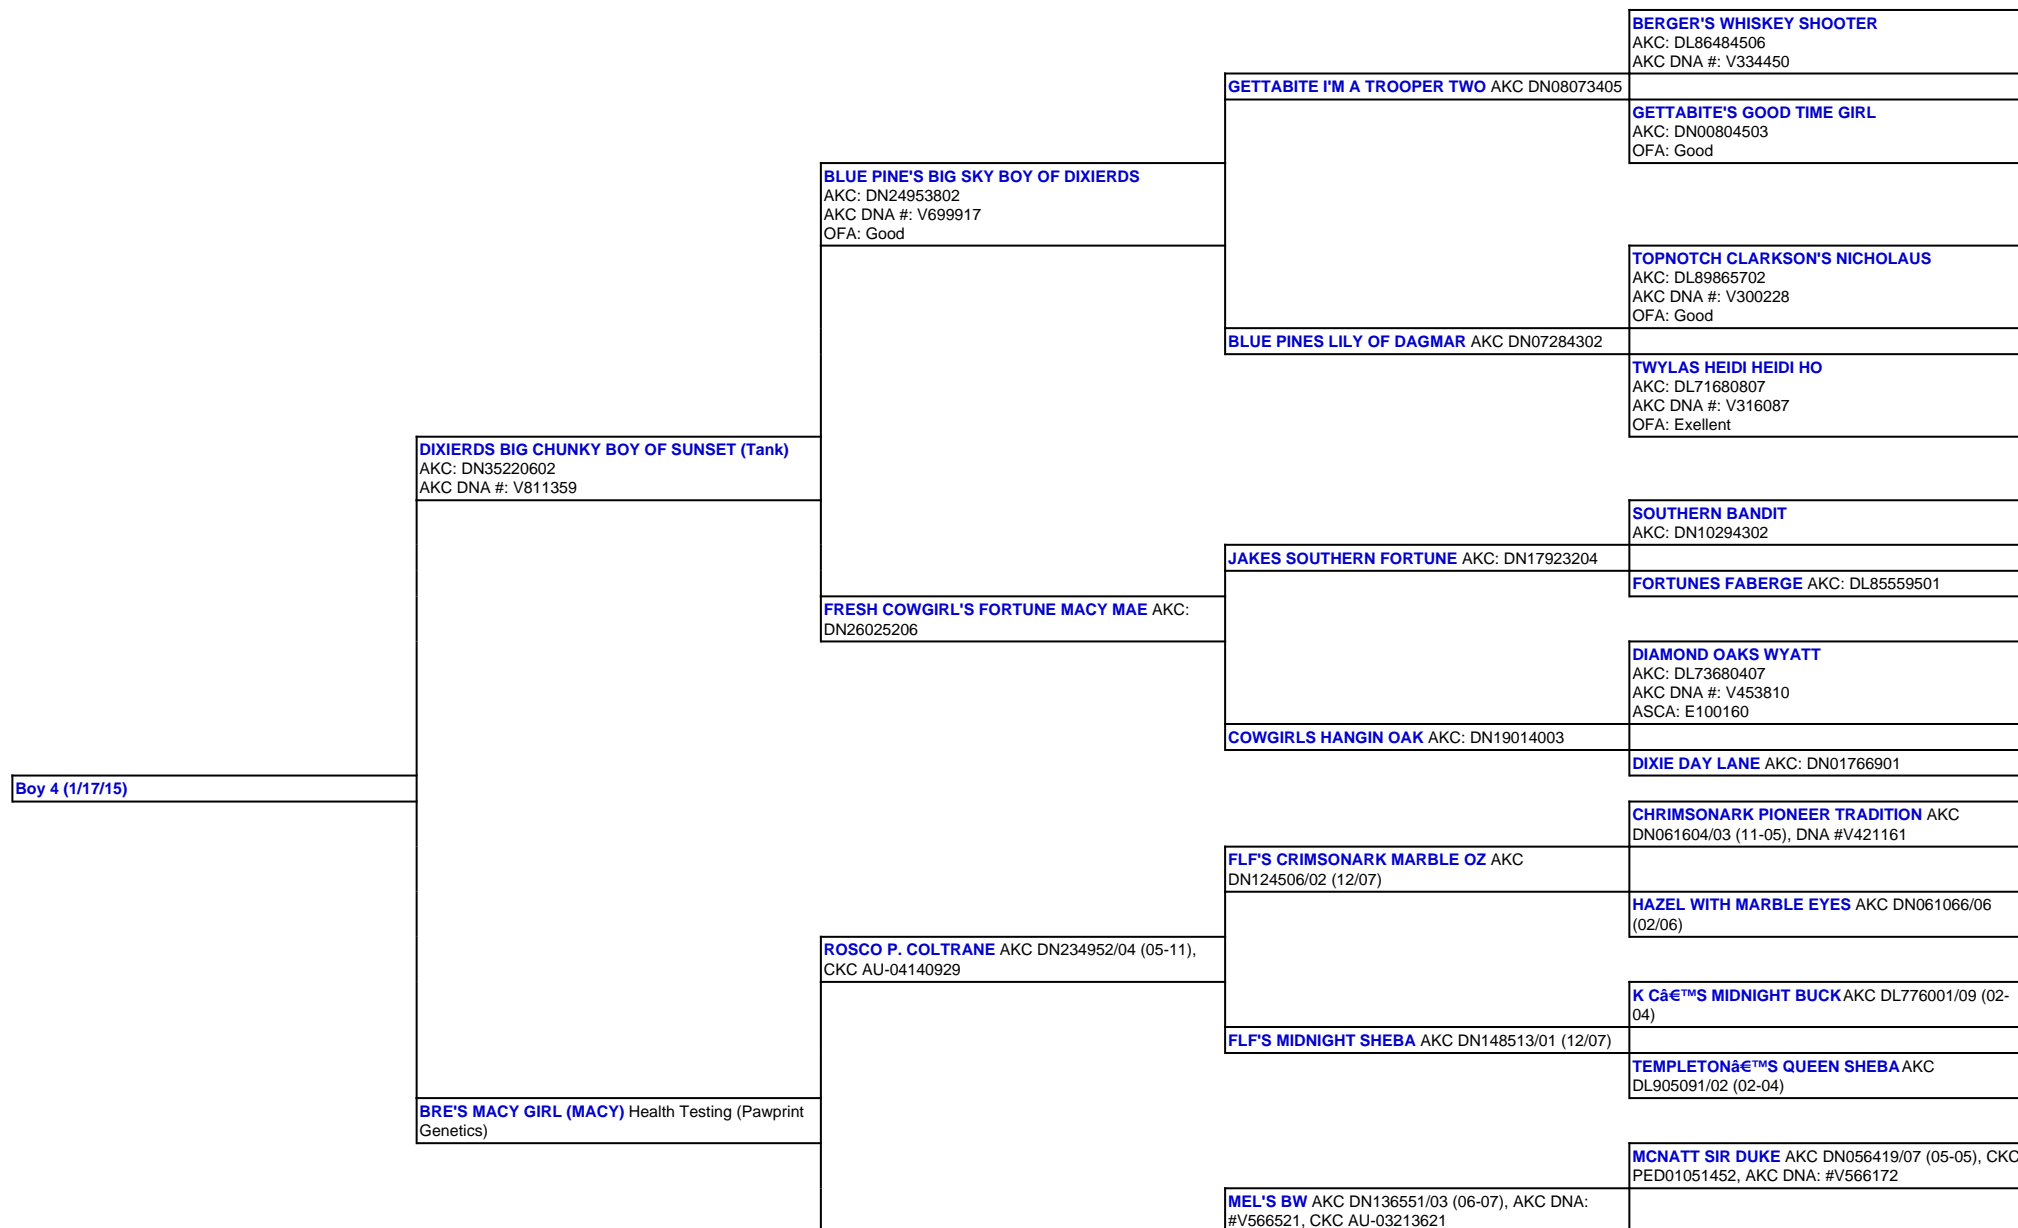 BERGER'S WHISKEY SHOOTER
AKC: DL86484506
AKC DNA #: V334450
GETTABITE I'M A TROOPER TWO AKC DN08073405
GETTABITE'S GOOD TIME GIRL
AKC: DN00804503
OFA: Good
BLUE PINE'S BIG SKY BOY OF DIXIERDS
AKC: DN24953802
AKC DNA #: V699917
OFA: Good
TOPNOTCH CLARKSON'S NICHOLAUS
AKC: DL89865702
AKC DNA #: V300228
OFA: Good
BLUE PINES LILY OF DAGMAR AKC DN07284302
TWYLAS HEIDI HEIDI HO
AKC: DL71680807
AKC DNA #: V316087
OFA: Exellent
DIXIERDS BIG CHUNKY BOY OF SUNSET (Tank)
AKC: DN35220602
AKC DNA #: V811359
SOUTHERN BANDIT
AKC: DN10294302
JAKES SOUTHERN FORTUNE AKC: DN17923204
FORTUNES FABERGE AKC: DL85559501
FRESH COWGIRL'S FORTUNE MACY MAE AKC:
DN26025206
DIAMOND OAKS WYATT
AKC: DL73680407
AKC DNA #: V453810
ASCA: E100160
COWGIRLS HANGIN OAK AKC: DN19014003
DIXIE DAY LANE AKC: DN01766901
Boy 4 (1/17/15)
CHRIMSONARK PIONEER TRADITION AKC
DN061604/03 (11-05), DNA #V421161
FLF'S CRIMSONARK MARBLE OZ AKC
DN124506/02 (12/07)
HAZEL WITH MARBLE EYES AKC DN061066/06
(02/06)
ROSCO P. COLTRANE AKC DN234952/04 (05-11),
CKC AU-04140929
K Câ€™S MIDNIGHT BUCK AKC DL776001/09 (02-
04)
FLF'S MIDNIGHT SHEBA AKC DN148513/01 (12/07)
TEMPLETONâ€™S QUEEN SHEBA AKC
DL905091/02 (02-04)
BRE'S MACY GIRL (MACY) Health Testing (Pawprint
Genetics)
MCNATT SIR DUKE AKC DN056419/07 (05-05), CKC
PED01051452, AKC DNA: #V566172
MEL'S BW AKC DN136551/03 (06-07), AKC DNA:
#V566521, CKC AU-03213621